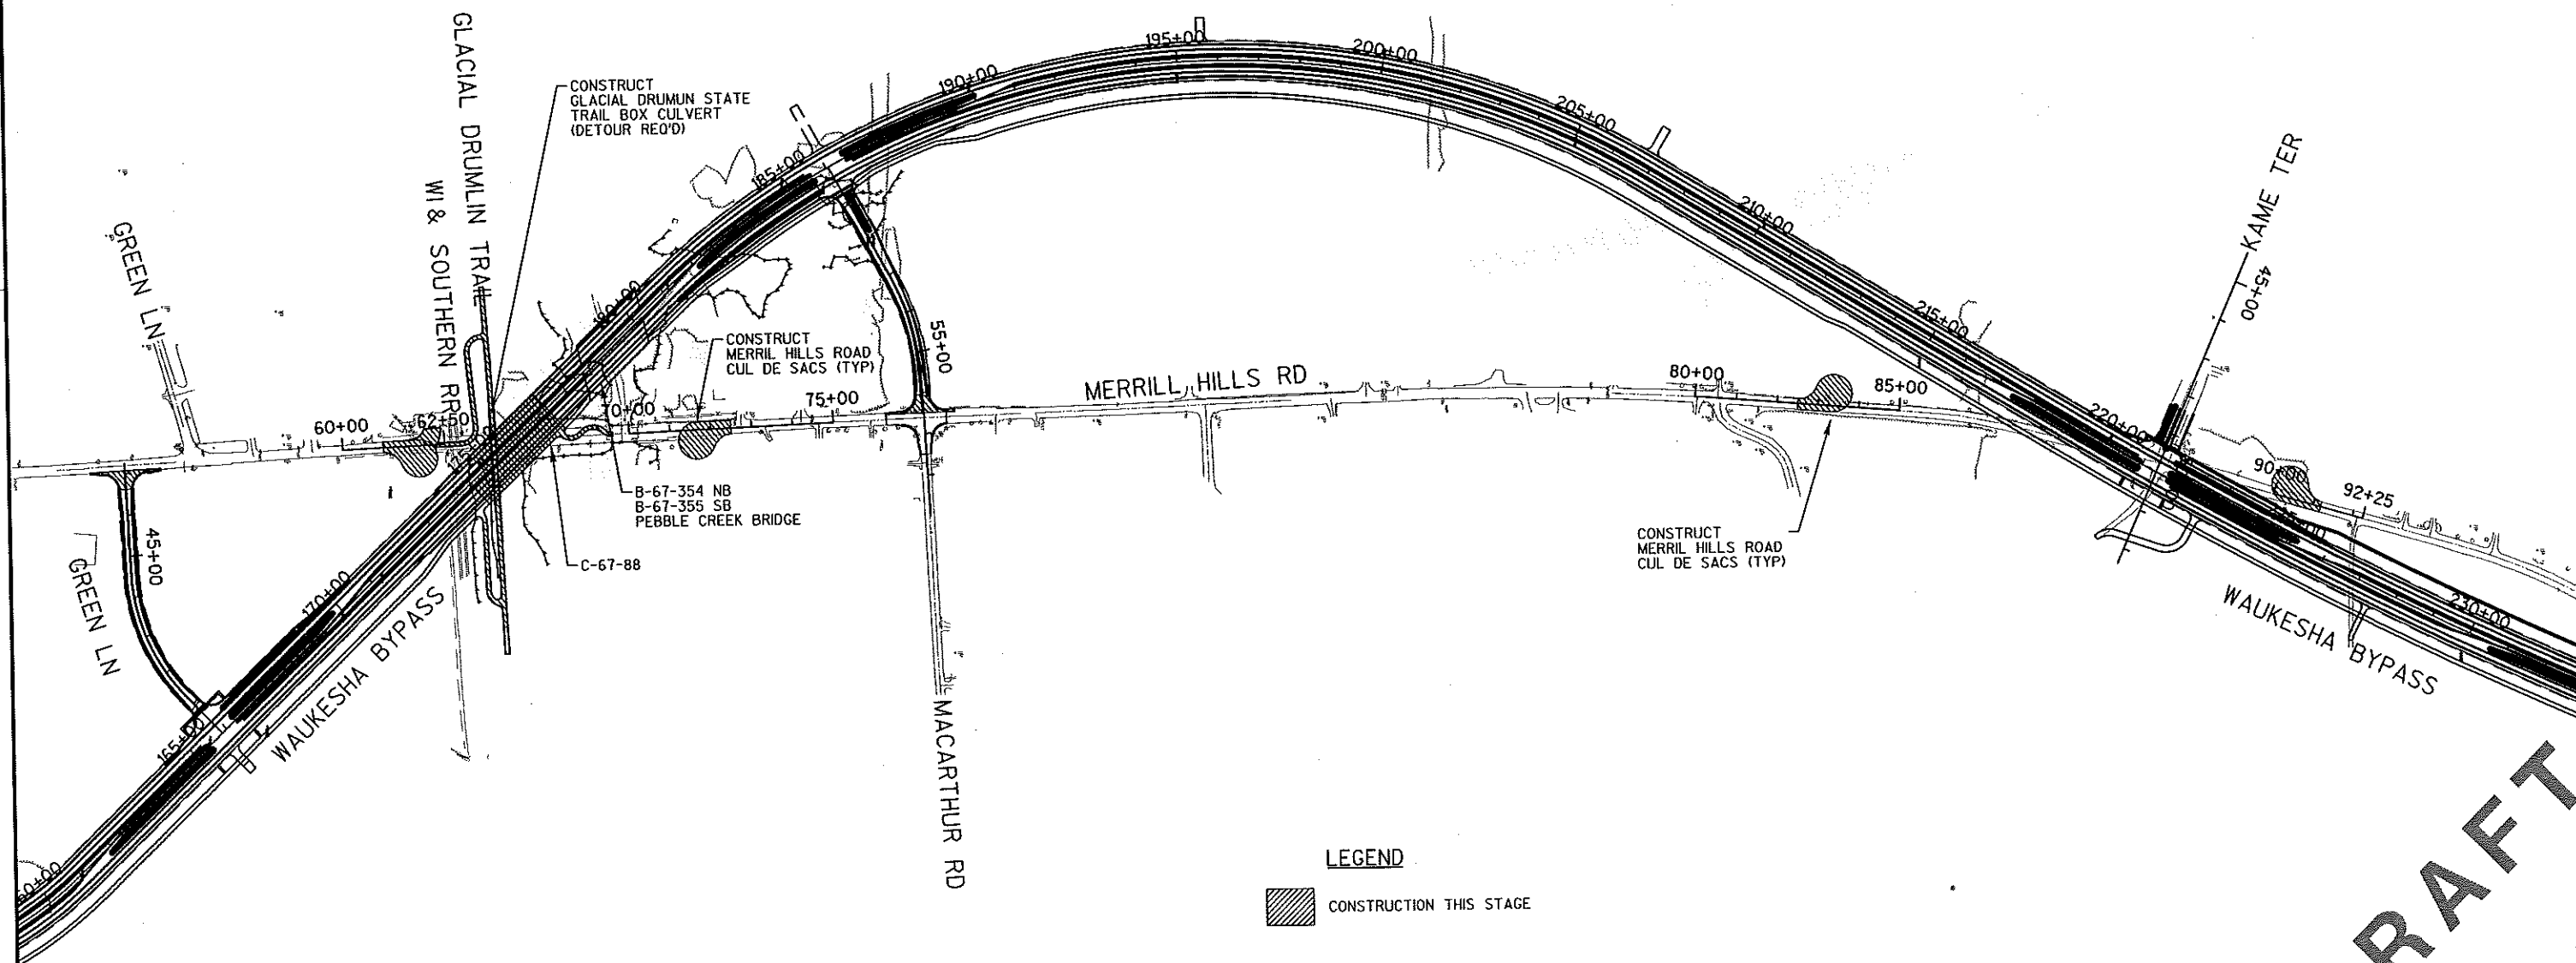 GLACIAL DRUMLIN TRAIL
WI & SOUTHERN RR
CONSTRUCT
GLACIAL DRUMUN STATE
TRAIL BOX CULVERT
(DETOUR REQ'D)
GREEN LN
GREEN LN
45+00
60+00
62+50
70+00
75+00
CONSTRUCT
MERRIL HILLS ROAD
CUL DE SACS (TYP)
55+00
MERRILL HILLS RD
80+00
85+00
90+00
92+25
B-67-354 NB
B-67-355 SB
PEBBLE CREEK BRIDGE
C-67-88
CONSTRUCT
MERRIL HILLS ROAD
CUL DE SACS (TYP)
165+00
170+00
185+00
190+00
195+00
200+00
205+00
210+00
215+00
220+00
230+00
KAME TER
45+00
WAUKESHA BYPASS
WAUKESHA BYPASS
MACARTHUR RD
LEGEND
CONSTRUCTION THIS STAGE
RAFT